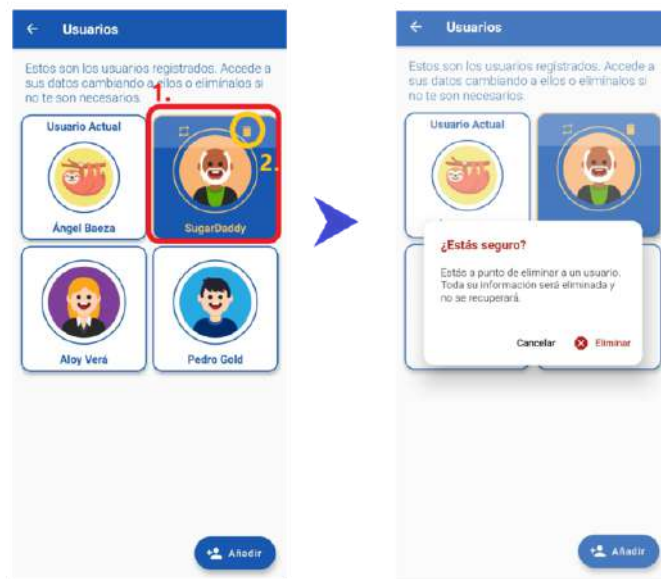 Usuarios
Estos son los usuarios registrados. Accede a
sus datos cambiando a ellos o elimínalos si
no te son necesarios.
1.
Usuario Actual
2.
Ángel Baeza
SugarDaddy
Aloy Verá
Pedro Gold
Añadir
Usuarios
Estos son los usuarios registrados. Accede a
sus datos cambiando a ellos o elimínalos si
no te son necesarios.
Usuario Actual
¿Estás seguro?
Estás a punto de eliminar a un usuario.
Toda su información será eliminada y
no se recuperará.
Cancelar
Eliminar
Añadir